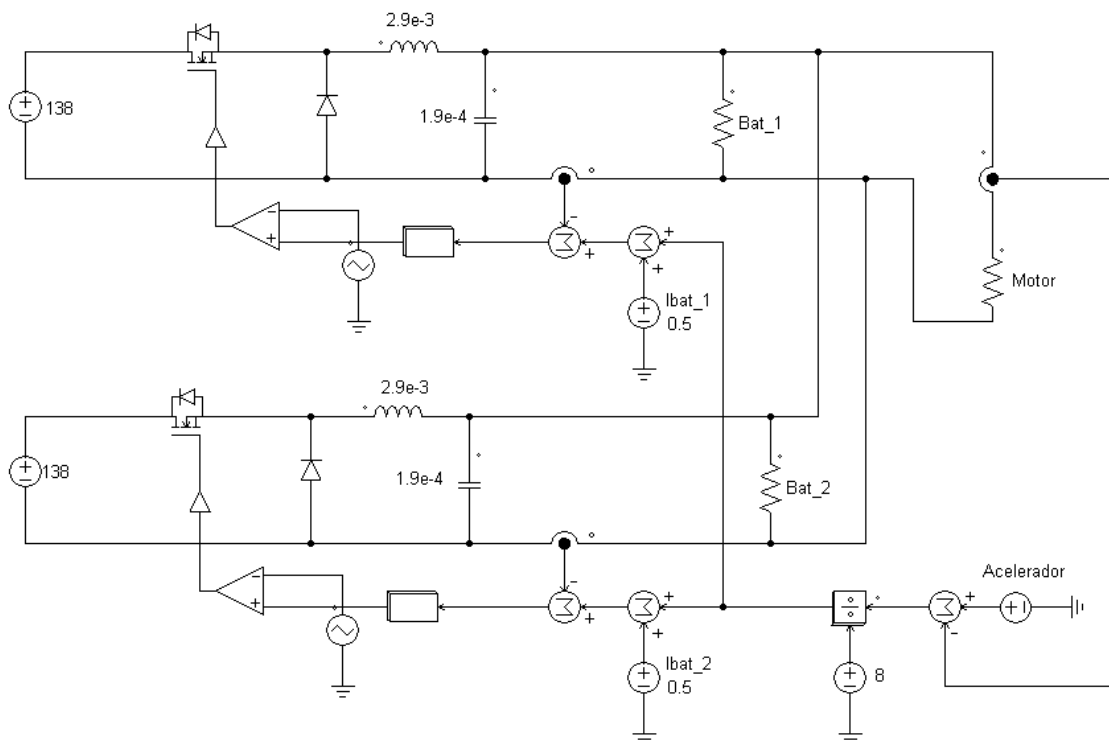 2.9e-3
138
1.9e-4
Bat_1
Motor
Ibat_1
0.5
2.9e-3
138
1.9e-4
Bat_2
Acelerador
Ibat_2
0.5
8